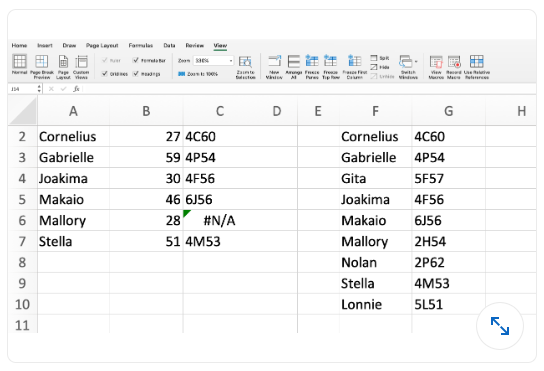 Home Insert Draw Page Layout Formulas Data Review View
Ruler Formula Bar Zoom 330% Split
Gridlines Headings Zoom to 100% Hide
Normal Page Break Preview Page Layout Custom Views Zoom to Selection New Window Arrange All Freeze Panes Freeze Top Row Freeze First Column Unhide Switch Windows View Macros Record Macro Use Relative References
J14 fx
A B C D E F G H
2 Cornelius 27 4C60 Cornelius 4C60
3 Gabrielle 59 4P54 Gabrielle 4P54
4 Joakima 30 4F56 Gita 5F57
5 Makaio 46 6J56 Joakima 4F56
6 Mallory 28 #N/A Makaio 6J56
7 Stella 51 4M53 Mallory 2H54
8 Nolan 2P62
9 Stella 4M53
10 Lonnie 5L51
11